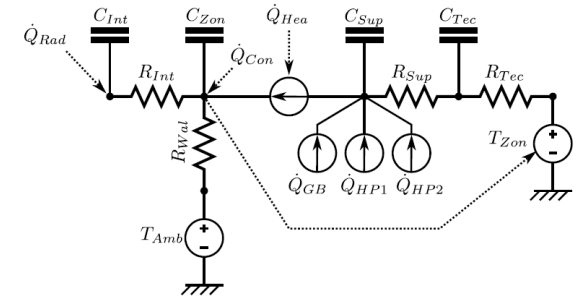 C_Int C_Zon Q̇_Hea C_Sup C_Tec
Q̇_Rad R_Int Q̇_Con R_Sup R_Tec
R_Wal T_Zon
Q̇_GB Q̇_HP1 Q̇_HP2
T_Amb